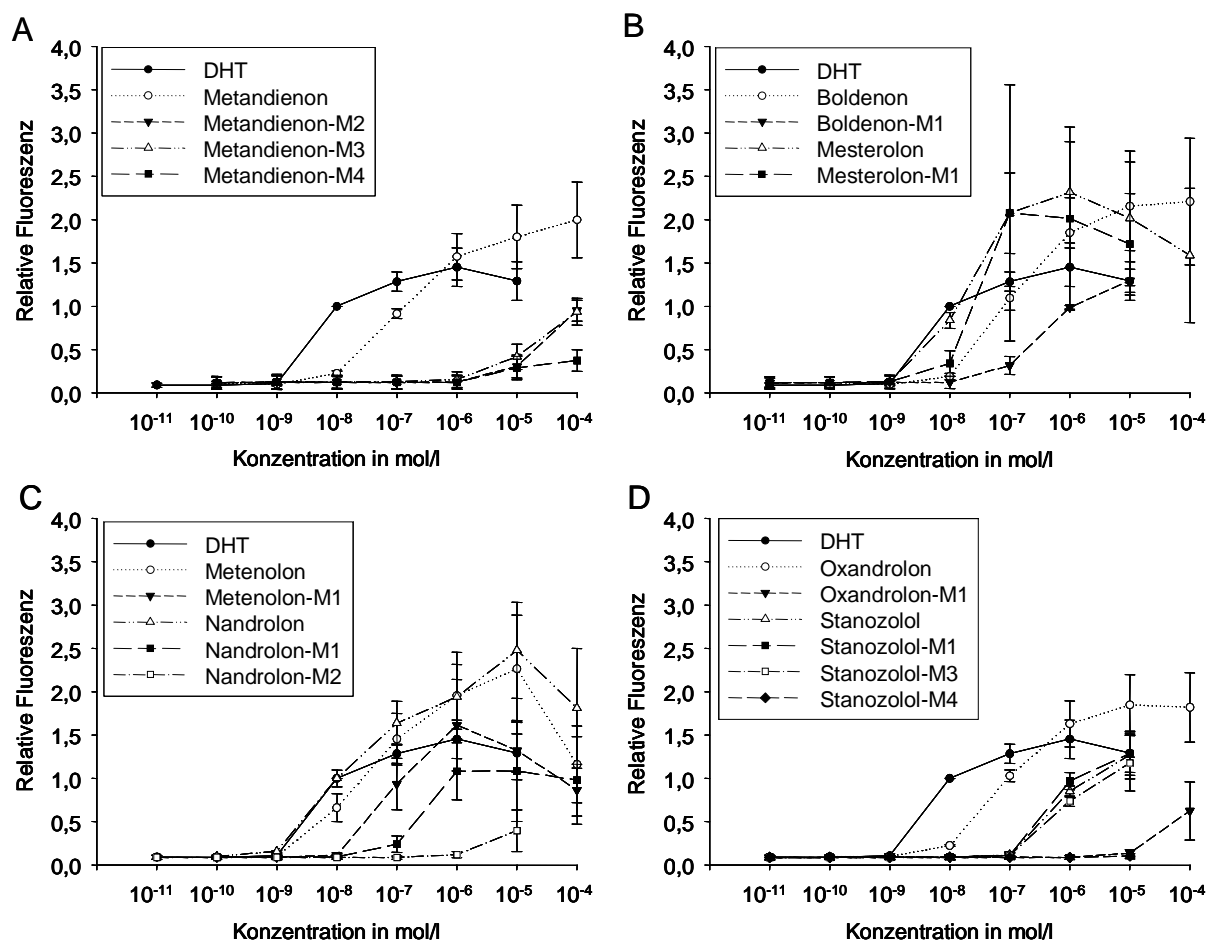 A
4,0
3,5
3,0
2,5
2,0
1,5
1,0
0,5
0,0
Relative Fluoreszenz
DHT
Metandienon
Metandienon-M2
Metandienon-M3
Metandienon-M4
10⁻¹¹ 10⁻¹⁰ 10⁻⁹ 10⁻⁸ 10⁻⁷ 10⁻⁶ 10⁻⁵ 10⁻⁴
Konzentration in mol/l
B
4,0
3,5
3,0
2,5
2,0
1,5
1,0
0,5
0,0
Relative Fluoreszenz
DHT
Boldenon
Boldenon-M1
Mesterolon
Mesterolon-M1
10⁻¹¹ 10⁻¹⁰ 10⁻⁹ 10⁻⁸ 10⁻⁷ 10⁻⁶ 10⁻⁵ 10⁻⁴
Konzentration in mol/l
C
4,0
3,5
3,0
2,5
2,0
1,5
1,0
0,5
0,0
Relative Fluoreszenz
DHT
Metenolon
Metenolon-M1
Nandrolon
Nandrolon-M1
Nandrolon-M2
10⁻¹¹ 10⁻¹⁰ 10⁻⁹ 10⁻⁸ 10⁻⁷ 10⁻⁶ 10⁻⁵ 10⁻⁴
Konzentration in mol/l
D
4,0
3,5
3,0
2,5
2,0
1,5
1,0
0,5
0,0
Relative Fluoreszenz
DHT
Oxandrolon
Oxandrolon-M1
Stanozolol
Stanozolol-M1
Stanozolol-M3
Stanozolol-M4
10⁻¹¹ 10⁻¹⁰ 10⁻⁹ 10⁻⁸ 10⁻⁷ 10⁻⁶ 10⁻⁵ 10⁻⁴
Konzentration in mol/l